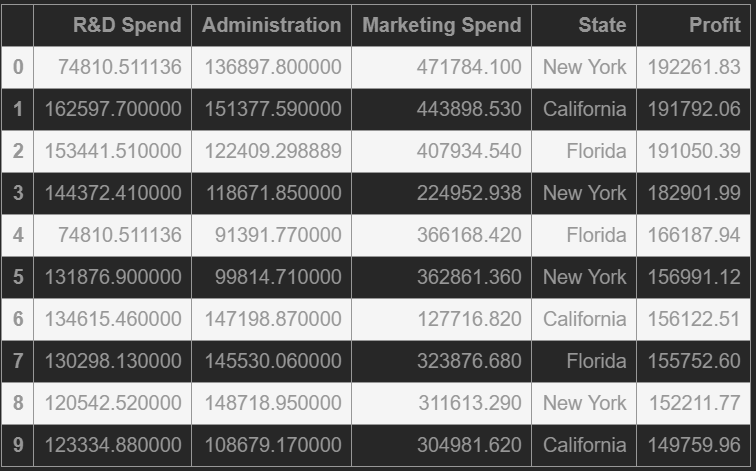 R&D Spend Administration Marketing Spend State Profit
0 74810.511136 136897.800000 471784.100 New York 192261.83
1 162597.700000 151377.590000 443898.530 California 191792.06
2 153441.510000 122409.298889 407934.540 Florida 191050.39
3 144372.410000 118671.850000 224952.938 New York 182901.99
4 74810.511136 91391.770000 366168.420 Florida 166187.94
5 131876.900000 99814.710000 362861.360 New York 156991.12
6 134615.460000 147198.870000 127716.820 California 156122.51
7 130298.130000 145530.060000 323876.680 Florida 155752.60
8 120542.520000 148718.950000 311613.290 New York 152211.77
9 123334.880000 108679.170000 304981.620 California 149759.96